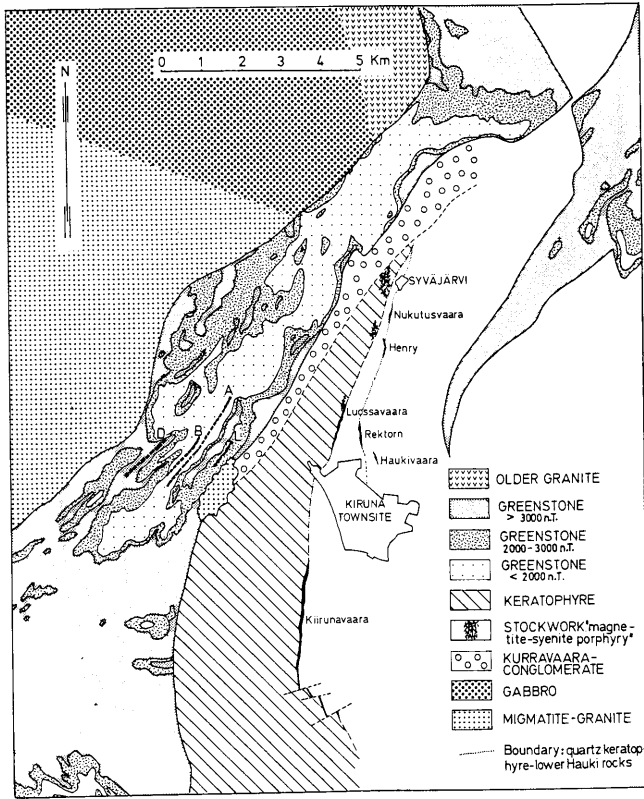 N
0 1 2 3 4 5 Km
SYVÄJÄRVI
Nukutusvaara
Henry
A
D
B
L
Luossavaara
Rektorn
Haukivaara
KIRUNA
TOWNSITE
Kiirunavaara
OLDER GRANITE
GREENSTONE
> 3000 n.T.
GREENSTONE
2000-3000 n.T.
GREENSTONE
< 2000 n.T.
KERATOPHYRE
STOCKWORK "magne-
tite-syenite porphyry"
KURRAVAARA-
CONGLOMERATE
GABBRO
MIGMATITE-GRANITE
Boundary: quartz keratop
hyre-lower Hauki rocks